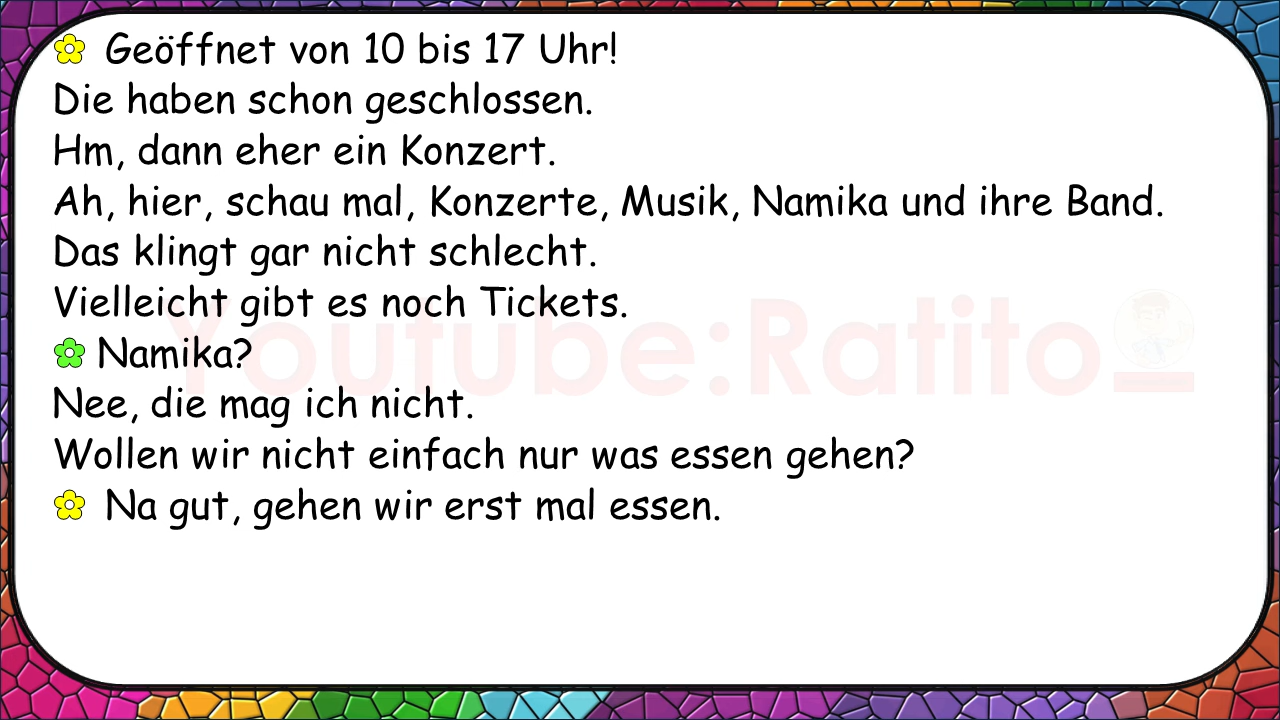 Geöffnet von 10 bis 17 Uhr!
Die haben schon geschlossen.
Hm, dann eher ein Konzert.
Ah, hier, schau mal, Konzerte, Musik, Namika und ihre Band.
Das klingt gar nicht schlecht.
Vielleicht gibt es noch Tickets.
Youtube:Ratito
Namika?
Nee, die mag ich nicht.
Wollen wir nicht einfach nur was essen gehen?
Na gut, gehen wir erst mal essen.